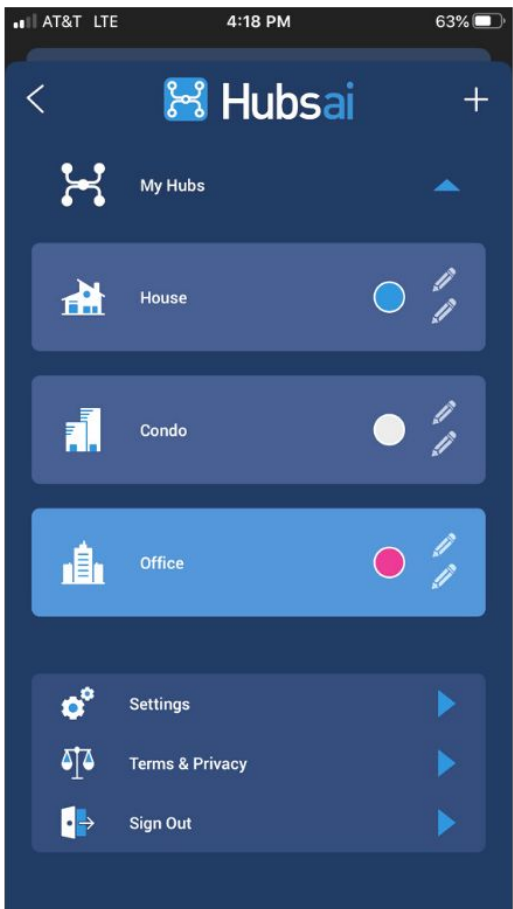 AT&T LTE 4:18 PM 63%
Hubsai
My Hubs
House
Condo
Office
Settings
Terms & Privacy
Sign Out